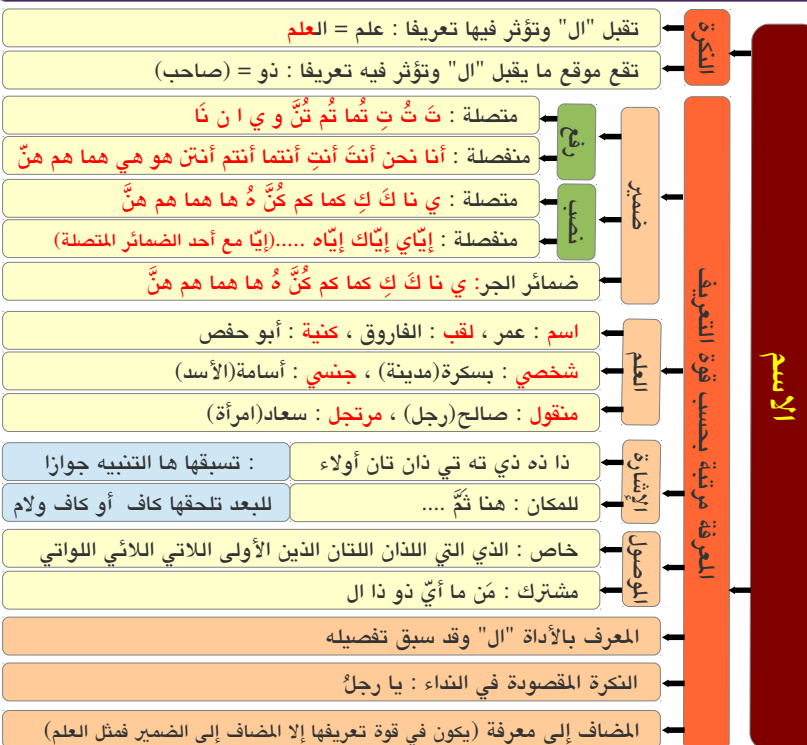 الاسم
النكرة
تقبل "ال" وتؤثر فيها تعريفا : علم = العلم
تقع موقع ما يقبل "ال" وتؤثر فيه تعريفا : ذو = (صاحب)
المعرفة مرتبة بحسب قوة التعريف
ضمير
رفع
متصلة : تَ تُ تِ تُما تُم تُنَّ و ي ا ن نَا
منفصلة : أنا نحن أنتَ أنتِ أنتما أنتم أنتن هو هي هما هم هنّ
نصب
متصلة : ي نا كَ كِ كما كم كُنَّ هُ ها هما هم هنَّ
منفصلة : إيّاي إيّاك إيّاه .....(إيّا مع أحد الضمائر المتصلة)
ضمائر الجر: ي نا كَ كِ كما كم كُنَّ هُ ها هما هم هنَّ
العلم
اسم : عمر ، لقب : الفاروق ، كنية : أبو حفص
شخصي : بسكرة(مدينة) ، جنسي : أسامة(الأسد)
منقول : صالح(رجل) ، مرتجل : سعاد(امرأة)
الإشارة
ذا ذه ذي ته تي ذان تان أولاء : تسبقها ها التنبيه جوازا
للمكان : هنا ثَمَّ .... للبعد تلحقها كاف أو كاف ولام
الموصول
خاص : الذي التي اللذان اللتان الذين الأولى اللاتي اللائي اللواتي
مشترك : مَن ما أيّ ذو ذا ال
المعرف بالأداة "ال" وقد سبق تفصيله
النكرة المقصودة في النداء : يا رجلُ
المضاف إلى معرفة (يكون في قوة تعريفها إلا المضاف إلى الضمير فمثل العلم)